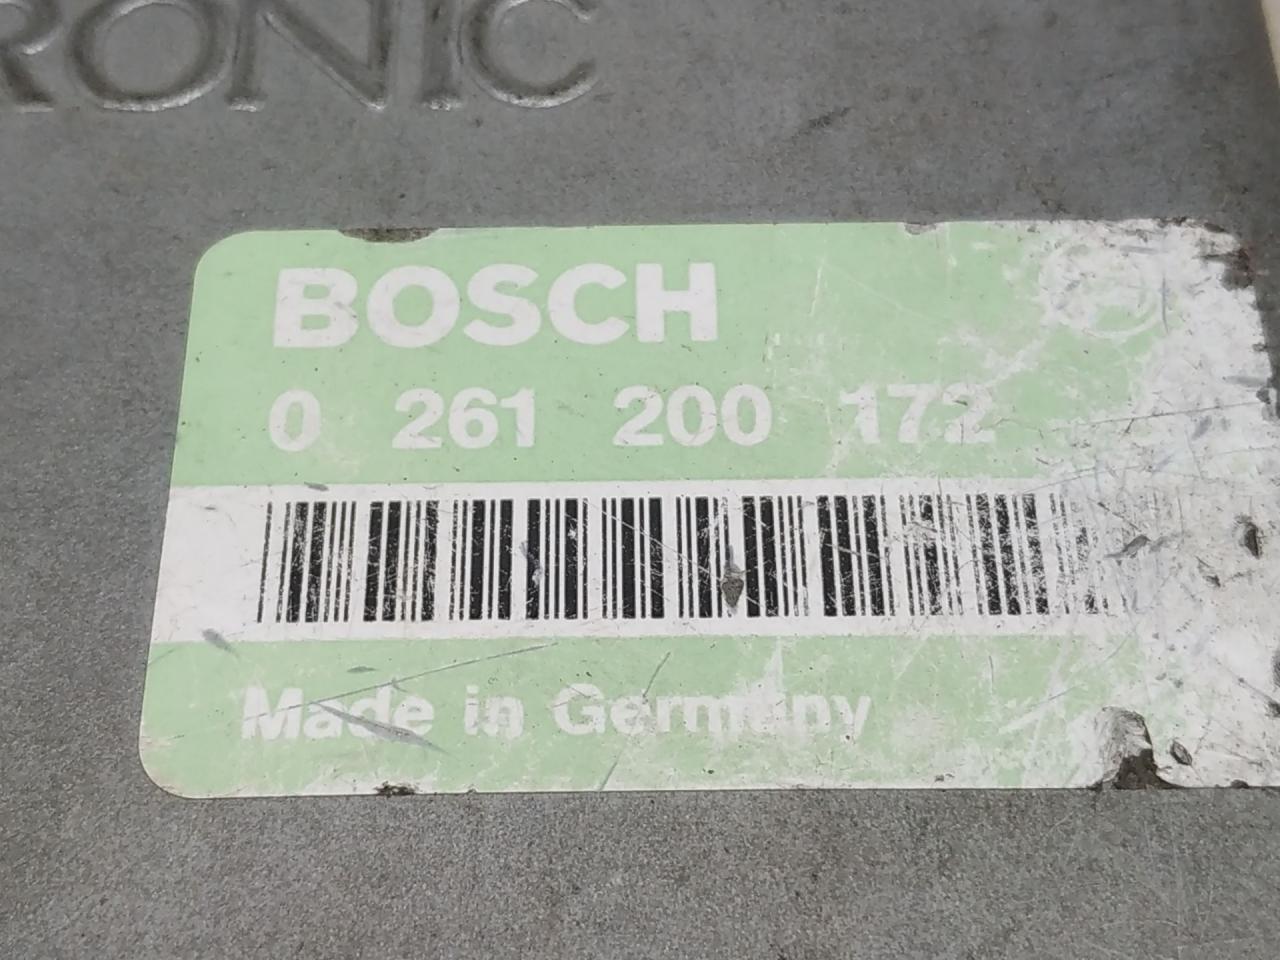 RONIC
BOSCH
0 261 200 172
Made in Germany